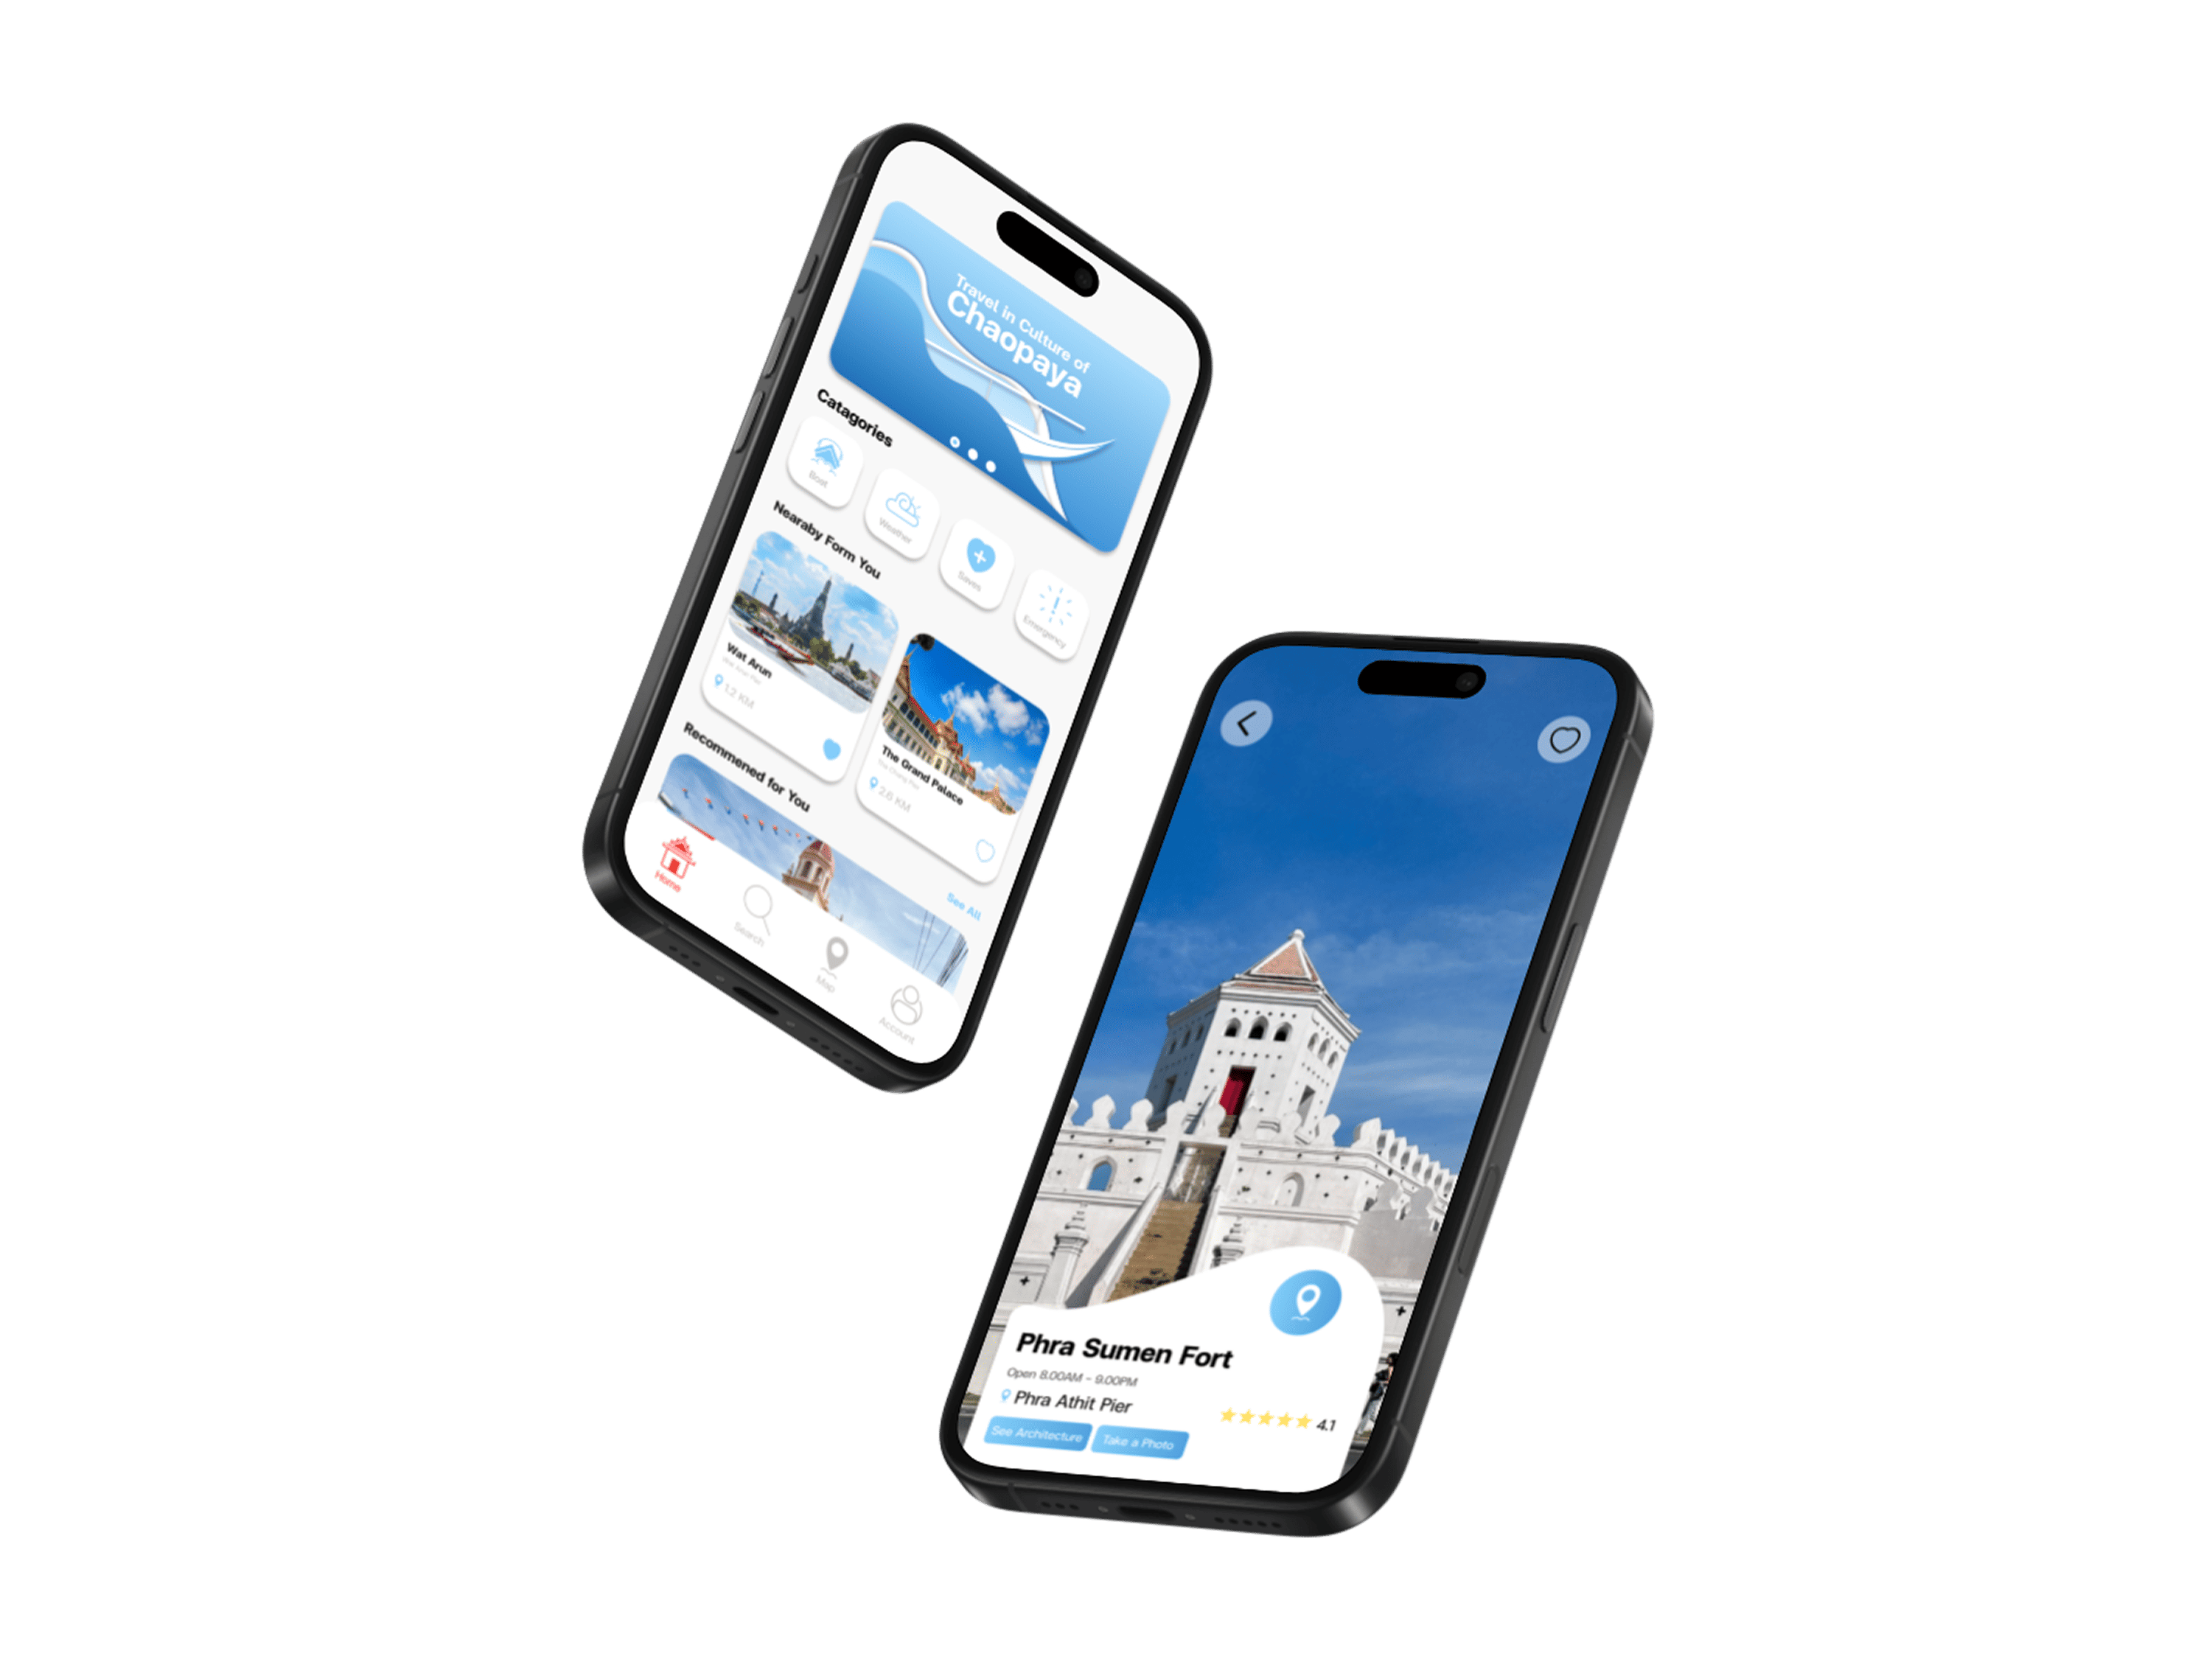 Travel in Culture of
Chaopaya
Catagories
Boat
Weather
Saves
Emergency
Nearaby Form You
Wat Arun
1.2 KM
The Grand Palace
2.6 KM
Recommened for You
See All
Home
Search
Map
Account
Phra Sumen Fort
Open 8.00AM - 9.00PM
Phra Athit Pier
4.1
See Architecture
Take a Photo